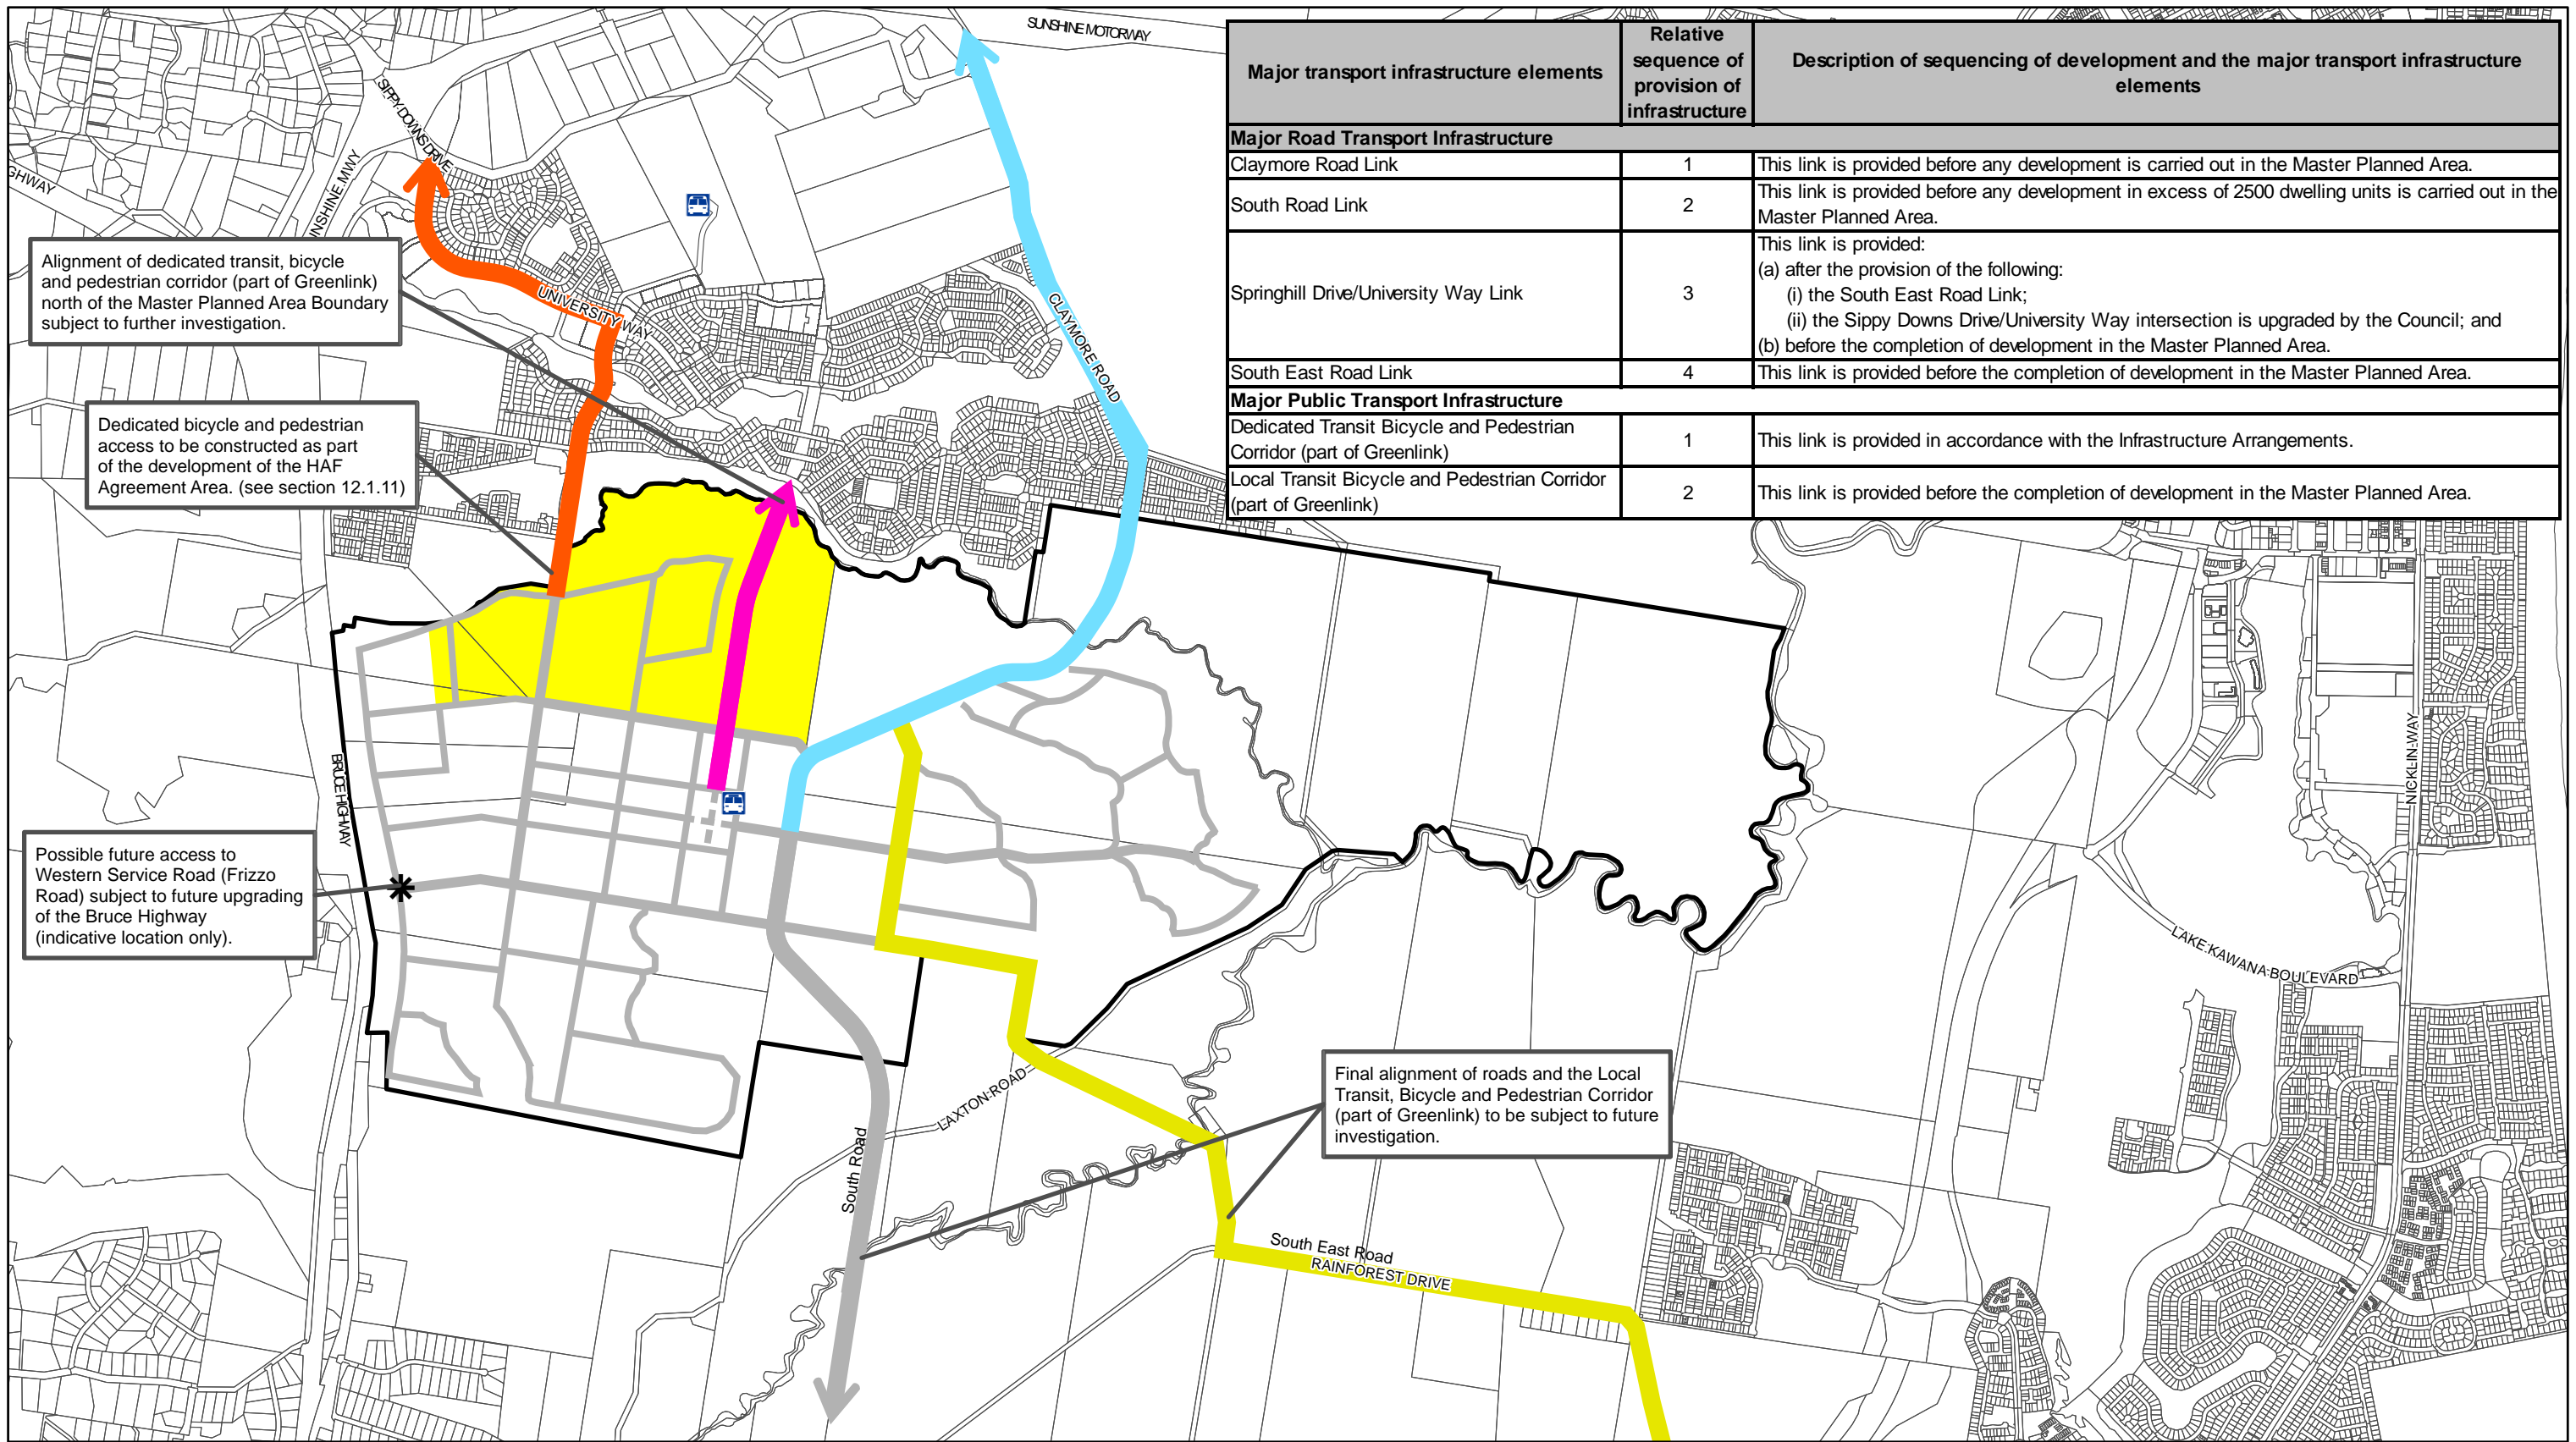 SUNSHINE MOTORWAY
SIPPY DOWNS DRIVE
GHWAY
UNSHINE MWY
Alignment of dedicated transit, bicycle
and pedestrian corridor (part of Greenlink)
north of the Master Planned Area Boundary
subject to further investigation.
UNIVERSITY WAY
CLAYMORE ROAD
Dedicated bicycle and pedestrian
access to be constructed as part
of the development of the HAF
Agreement Area. (see section 12.1.11)
Major transport infrastructure elements
Relative
sequence of
provision of
infrastructure
Description of sequencing of development and the major transport infrastructure
elements
Major Road Transport Infrastructure
Claymore Road Link
1
This link is provided before any development is carried out in the Master Planned Area.
South Road Link
2
This link is provided before any development in excess of 2500 dwelling units is carried out in the
Master Planned Area.
Springhill Drive/University Way Link
3
This link is provided:
(a) after the provision of the following:
(i) the South East Road Link;
(ii) the Sippy Downs Drive/University Way intersection is upgraded by the Council; and
(b) before the completion of development in the Master Planned Area.
South East Road Link
4
This link is provided before the completion of development in the Master Planned Area.
Major Public Transport Infrastructure
Dedicated Transit Bicycle and Pedestrian
Corridor (part of Greenlink)
1
This link is provided in accordance with the Infrastructure Arrangements.
Local Transit Bicycle and Pedestrian Corridor
(part of Greenlink)
2
This link is provided before the completion of development in the Master Planned Area.
BRUCE HIGHWAY
NICKLIN WAY
Possible future access to
Western Service Road (Frizzo
Road) subject to future upgrading
of the Bruce Highway
(indicative location only).
LAKE KAWANA BOULEVARD
LAXTON ROAD
South Road
Final alignment of roads and the Local
Transit, Bicycle and Pedestrian Corridor
(part of Greenlink) to be subject to future
investigation.
South East Road
RAINFOREST DRIVE